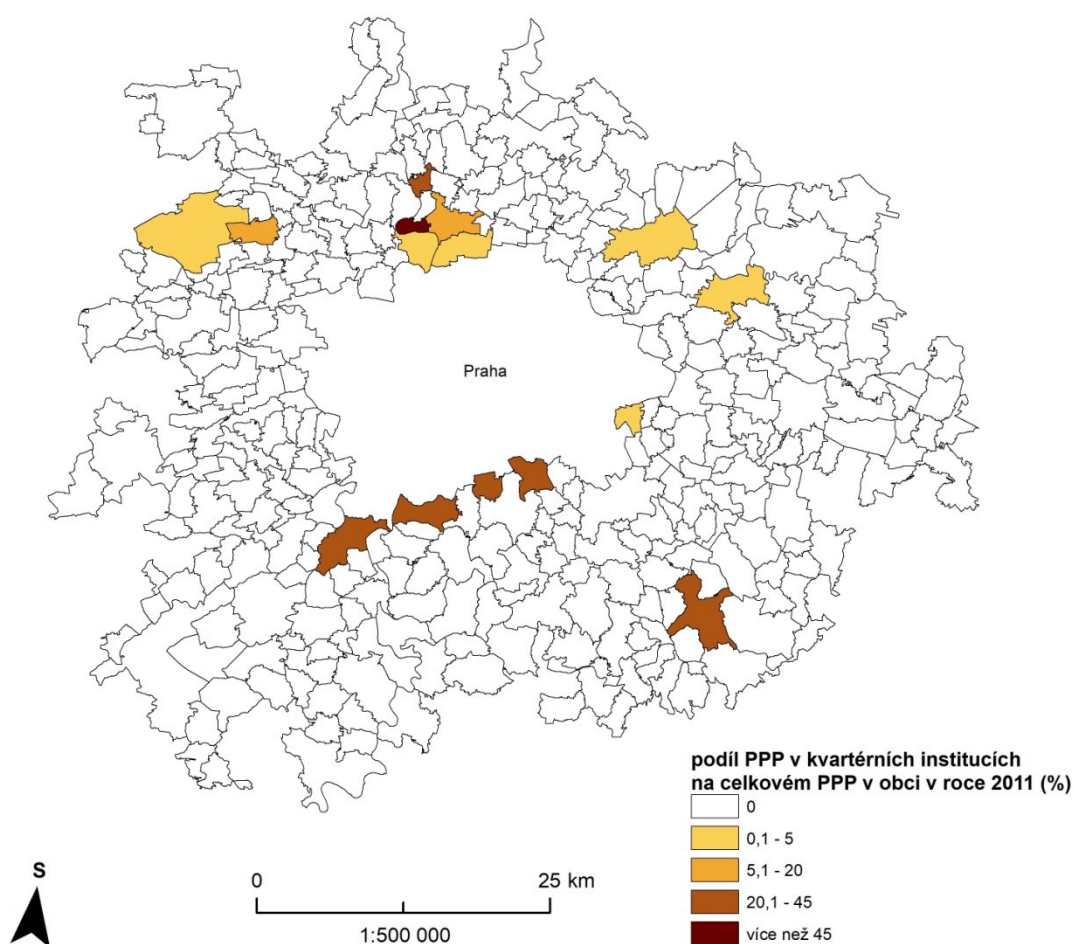 Praha
podíl PPP v kvartérních institucích
na celkovém PPP v obci v roce 2011 (%)
0
0,1 - 5
5,1 - 20
20,1 - 45
více než 45
S
0 25 km
1:500 000